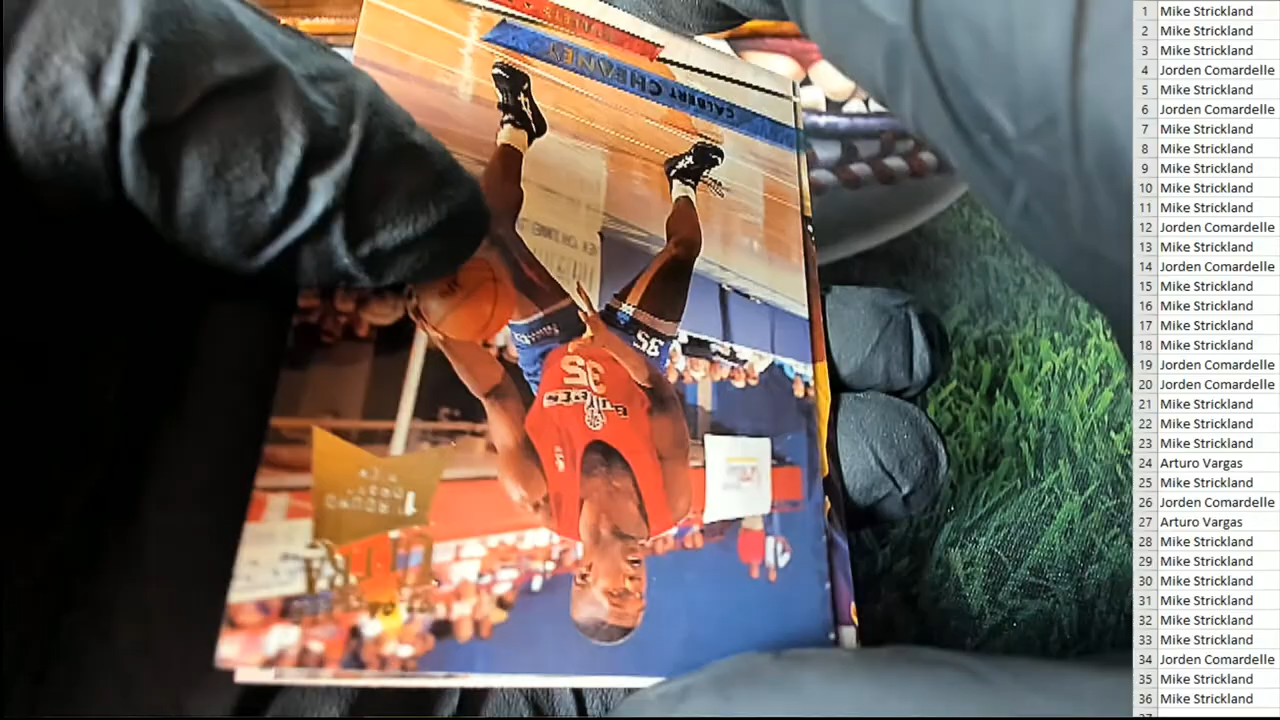 BULLETS
CALBERT CHEANEY
35
BULLETS
35
ULTRA
1 Mike Strickland
2 Mike Strickland
3 Mike Strickland
4 Jorden Comardelle
5 Mike Strickland
6 Jorden Comardelle
7 Mike Strickland
8 Mike Strickland
9 Mike Strickland
10 Mike Strickland
11 Mike Strickland
12 Jorden Comardelle
13 Mike Strickland
14 Jorden Comardelle
15 Mike Strickland
16 Mike Strickland
17 Mike Strickland
18 Mike Strickland
19 Jorden Comardelle
20 Jorden Comardelle
21 Mike Strickland
22 Mike Strickland
23 Mike Strickland
24 Arturo Vargas
25 Mike Strickland
26 Jorden Comardelle
27 Arturo Vargas
28 Mike Strickland
29 Mike Strickland
30 Mike Strickland
31 Mike Strickland
32 Mike Strickland
33 Mike Strickland
34 Jorden Comardelle
35 Mike Strickland
36 Mike Strickland